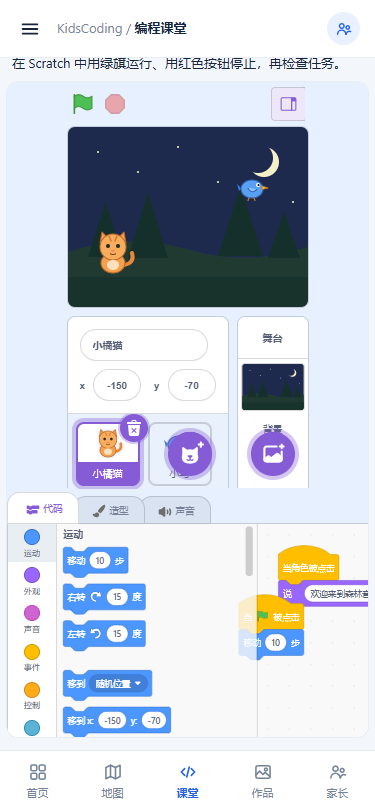 KidsCoding / 编程课堂
在 Scratch 中用绿旗运行、用红色按钮停止，再检查任务。
小橘猫
舞台
x -150 y -70
小橘猫
代码 造型 声音
运动
外观
声音
事件
控制
运动
移动 10 步
右转 15 度
左转 15 度
移到 随机位置
移到 x: -150 y: -70
当角色被点击
说 欢迎来到森林
当 被点击
移动 10 步
首页 地图 课堂 作品 家长